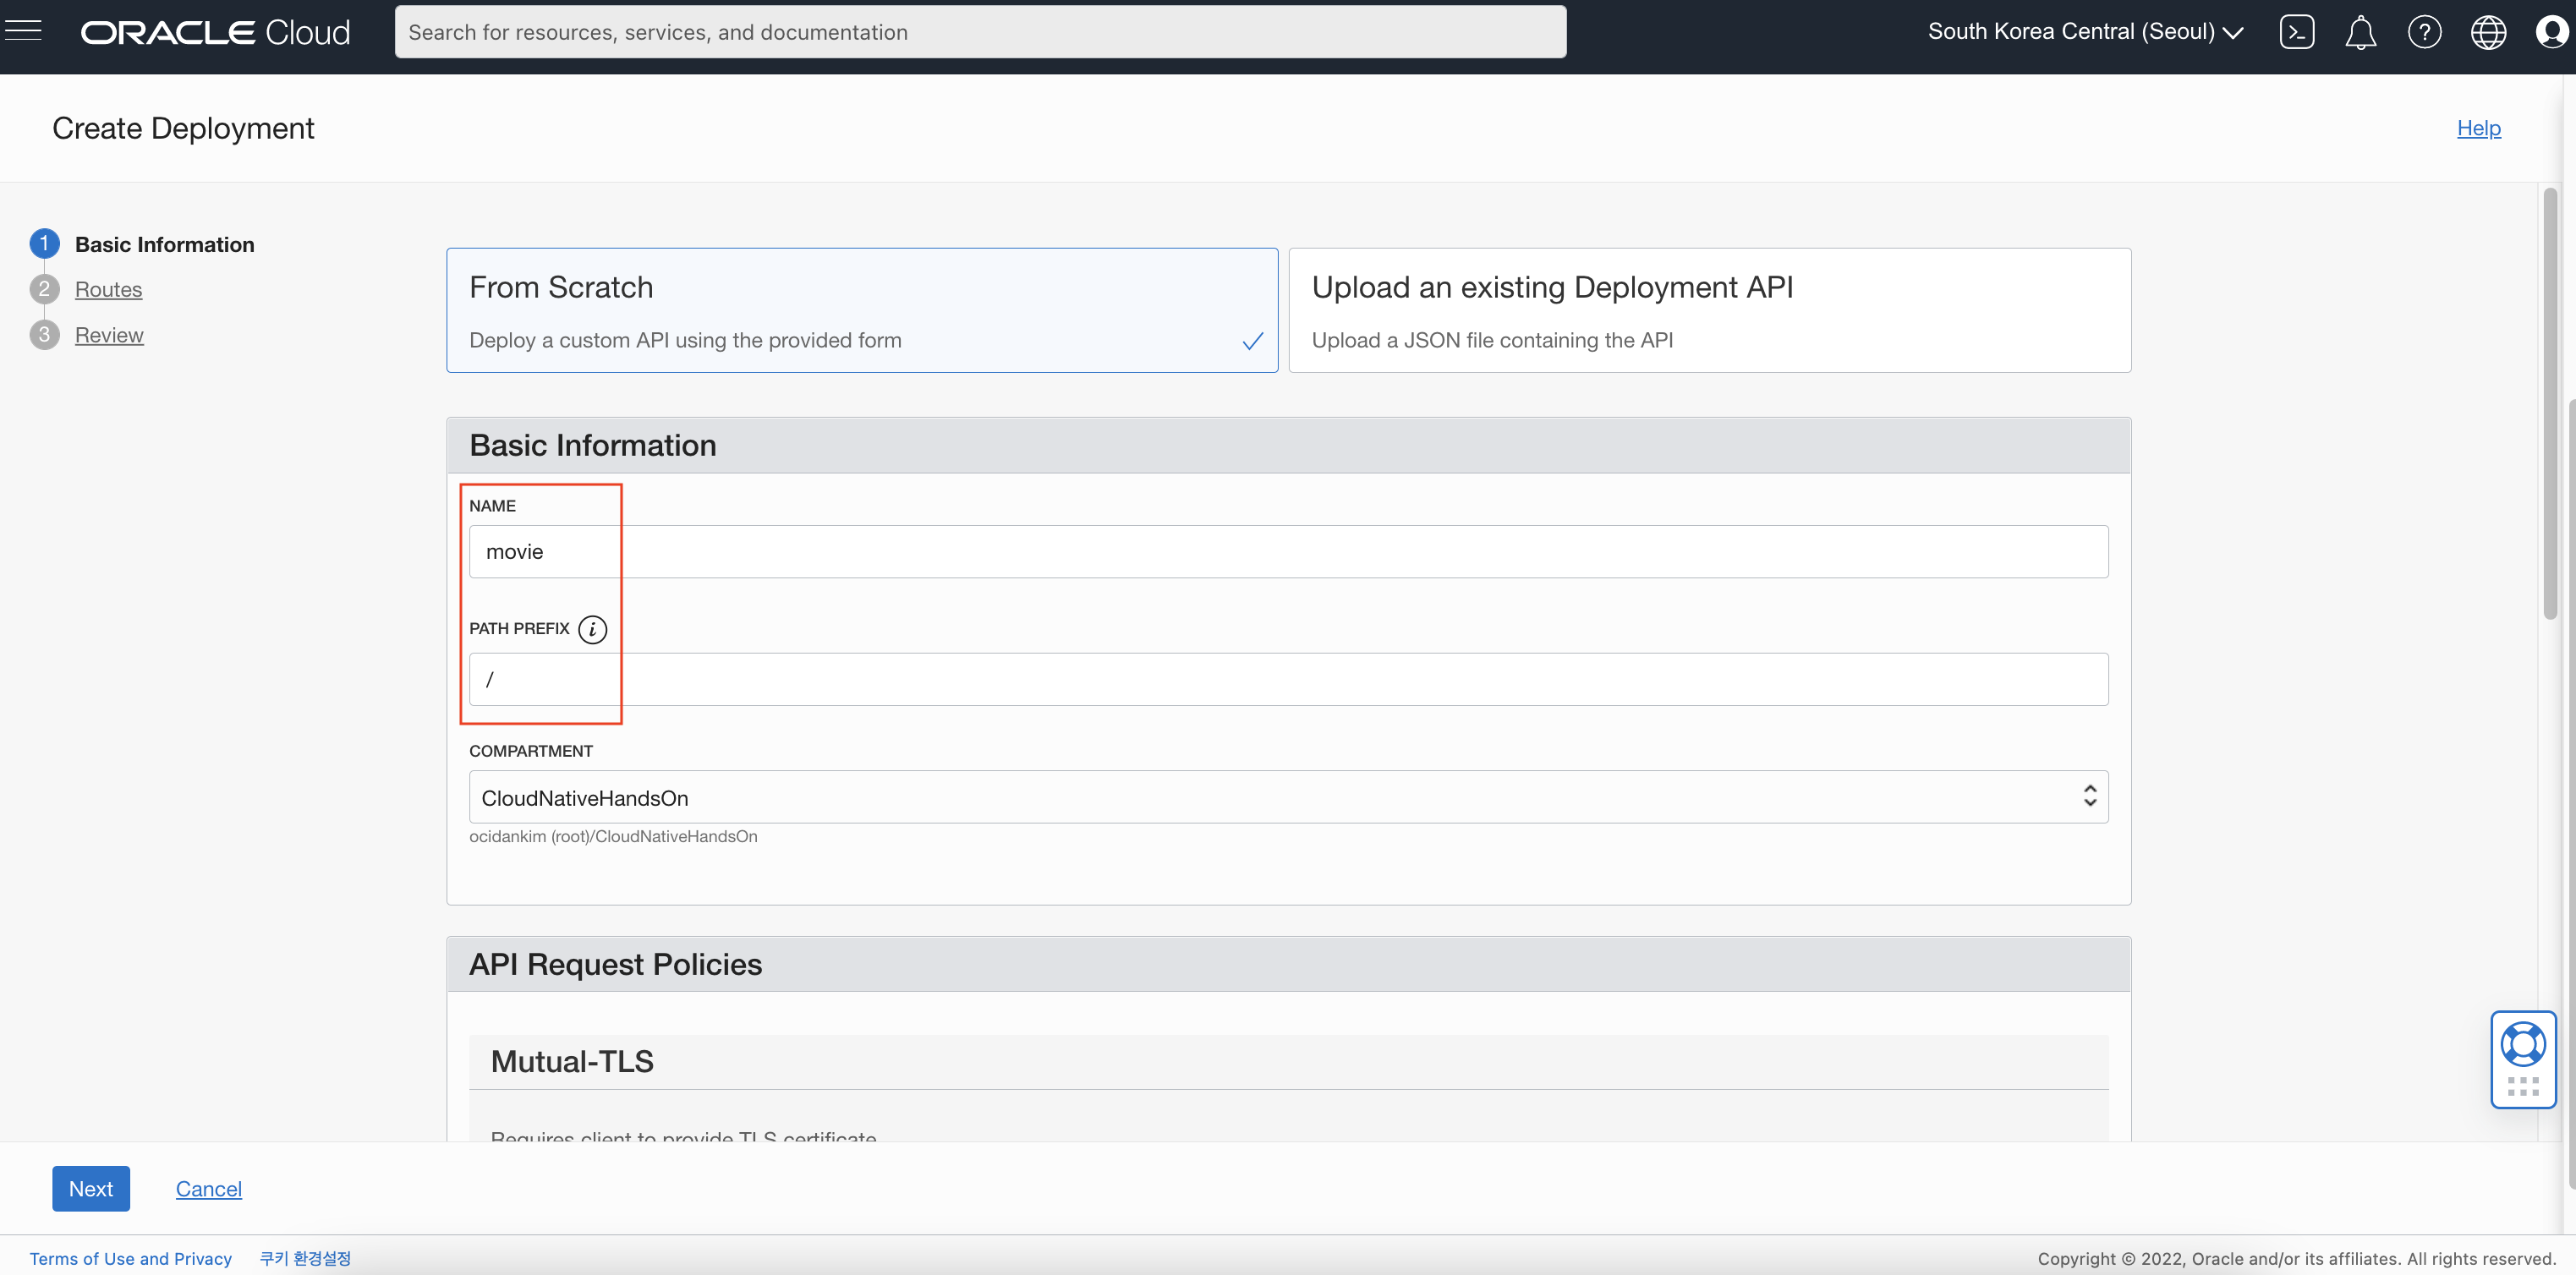 ORACLE Cloud
Search for resources, services, and documentation
South Korea Central (Seoul)
Create Deployment
Help
1 Basic Information
2 Routes
3 Review
From Scratch
Deploy a custom API using the provided form
Upload an existing Deployment API
Upload a JSON file containing the API
Basic Information
NAME
movie
PATH PREFIX i
/
COMPARTMENT
CloudNativeHandsOn
ocidankim (root)/CloudNativeHandsOn
API Request Policies
Mutual-TLS
Requires client to provide TLS certificate
Next
Cancel
Terms of Use and Privacy
쿠키 환경설정
Copyright © 2022, Oracle and/or its affiliates. All rights reserved.